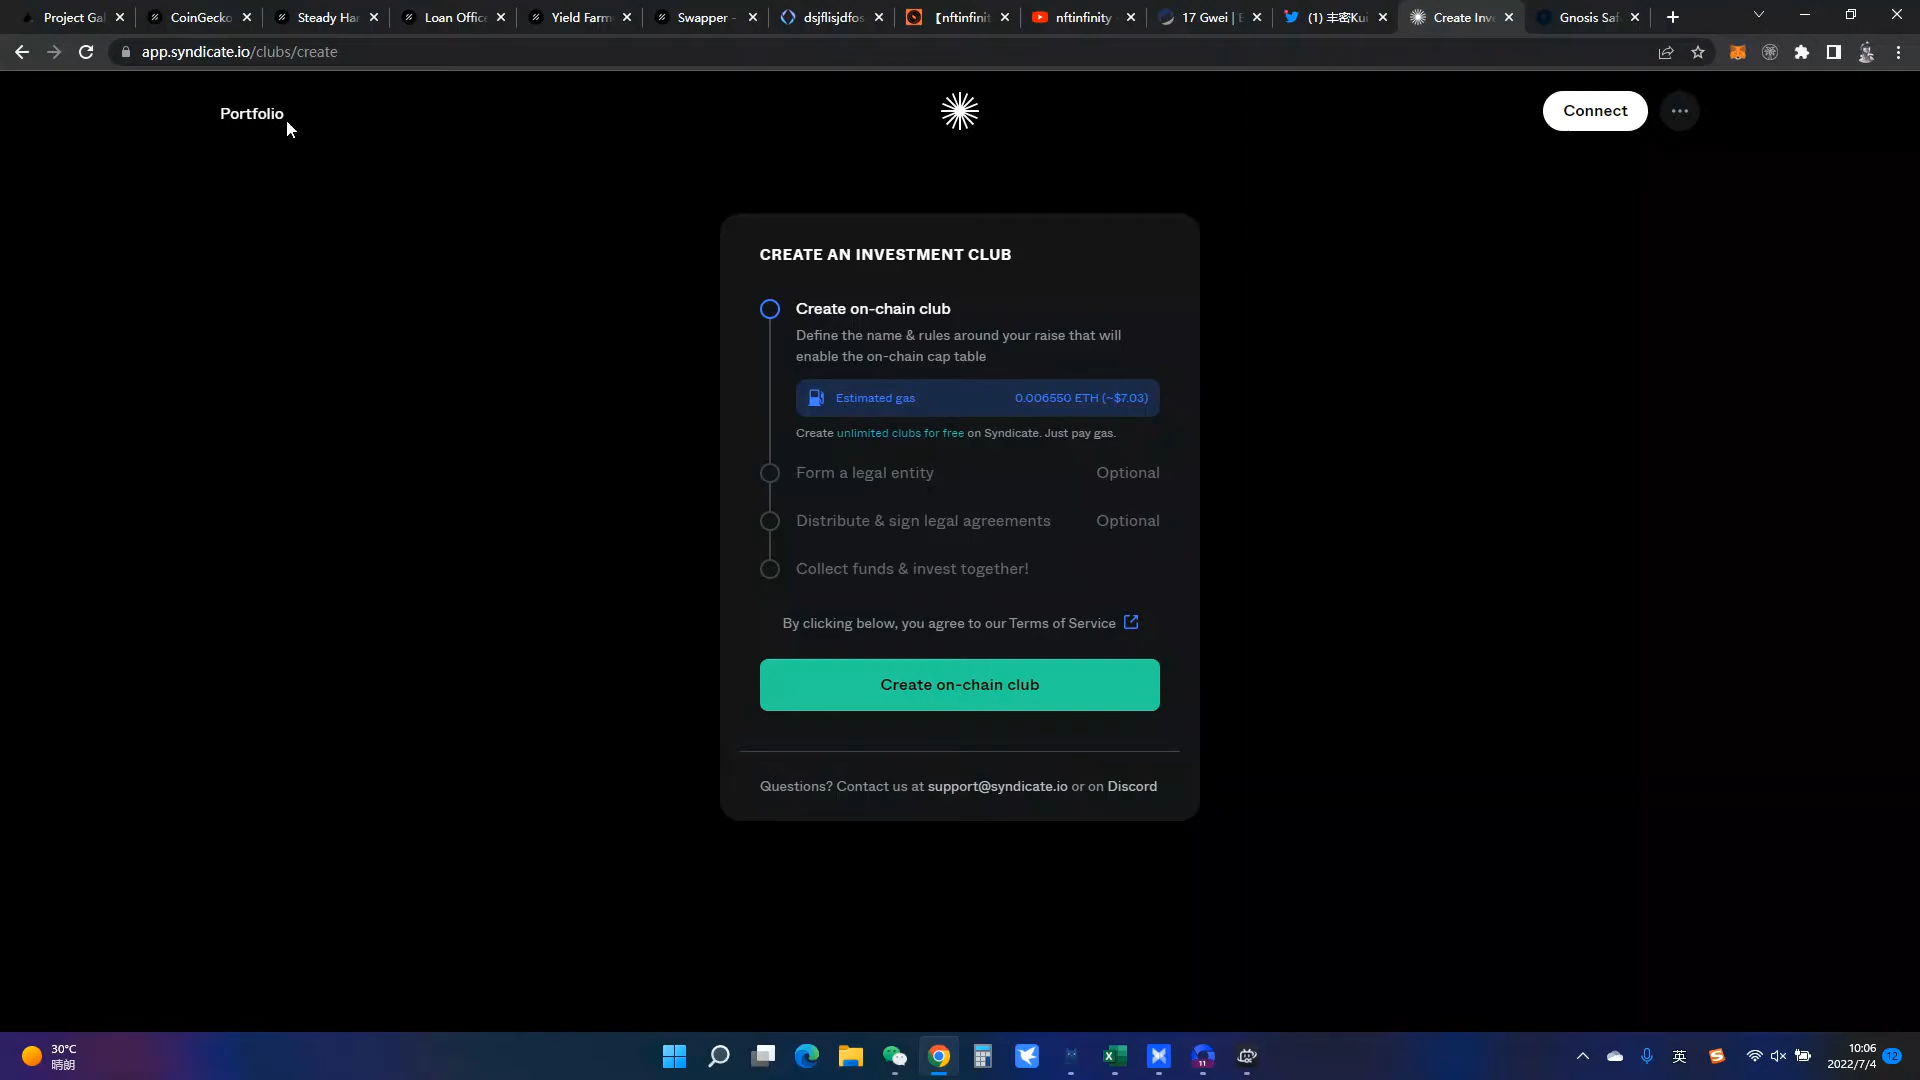 Project Gal
CoinGecko
Steady Han
Loan Office
Yield Farm
Swapper -
dsjflisjdfos
【nftinfinit
nftinfinity
17 Gwei | E
(1) 丰密Kui
Create Inv
Gnosis Saf
app.syndicate.io/clubs/create
Portfolio
Connect
CREATE AN INVESTMENT CLUB
Create on-chain club
Define the name & rules around your raise that will
enable the on-chain cap table
Estimated gas
0.006550 ETH (~$7.03)
Create unlimited clubs for free on Syndicate. Just pay gas.
Form a legal entity
Optional
Distribute & sign legal agreements
Optional
Collect funds & invest together!
By clicking below, you agree to our Terms of Service
Create on-chain club
Questions? Contact us at support@syndicate.io or on Discord
30°C
晴朗
11
英
10:06
2022/7/4
12